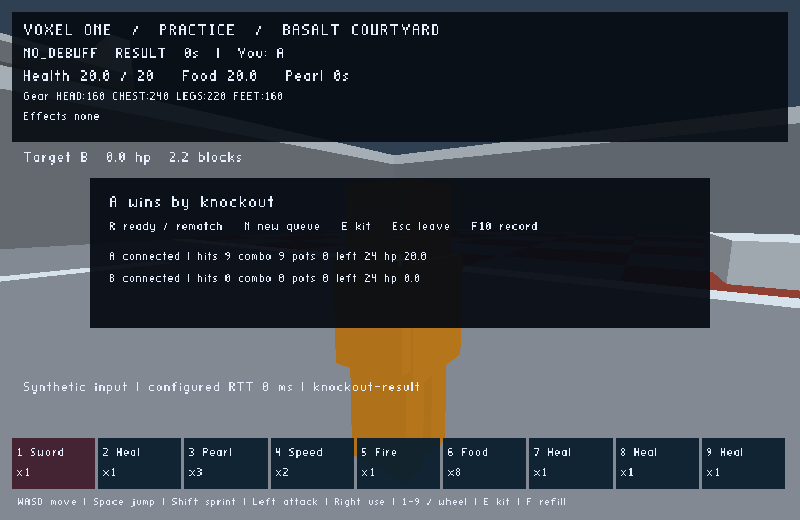 VOXEL ONE / PRACTICE / BASALT COURTYARD
NO_DEBUFF RESULT 0s | You: A
Health 20.0 / 20 Food 20.0 Pearl 0s
Gear HEAD:160 CHEST:240 LEGS:220 FEET:160
Effects none
Target B 0.0 hp 2.2 blocks
A wins by knockout
R ready / rematch N new queue E kit Esc leave F10 record
A connected | hits 9 combo 9 pots 0 left 24 hp 20.0
B connected | hits 0 combo 0 pots 0 left 24 hp 0.0
Synthetic input | configured RTT 0 ms | knockout-result
1 Sword 2 Heal 3 Pearl 4 Speed 5 Fire 6 Food 7 Heal 8 Heal 9 Heal
x1 x1 x3 x2 x1 x8 x1 x1 x1
WASD move | Space jump | Shift sprint | Left attack | Right use | 1-9 / wheel | E kit | F refill